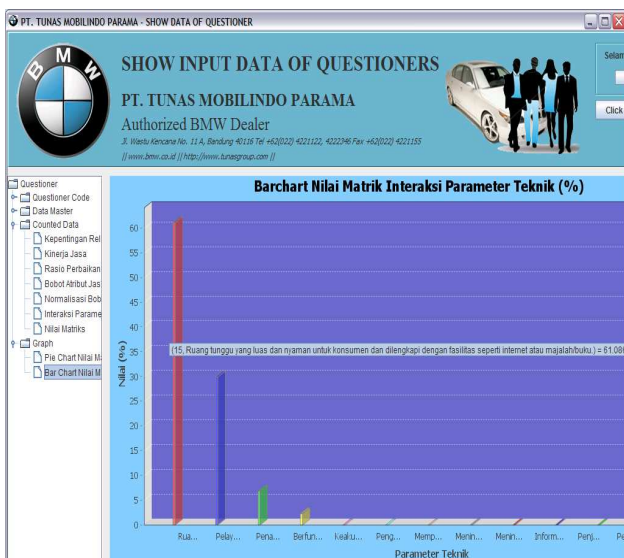 PT. TUNAS MOBILINDO PARAMA - SHOW DATA OF QUESTIONER
BMW
SHOW INPUT DATA OF QUESTIONERS
PT. TUNAS MOBILINDO PARAMA
Authorized BMW Dealer
Jl. Wastu Kencana No. 11 A, Bandung 40116 Tel +62(022) 4221122, 4222346 Fax +62(022) 4221155
|| www.bmw.co.id || http://www.tunasgroup.com ||
Selam
Click
Questioner
Questioner Code
Data Master
Counted Data
Kepentingan Rel
Kinerja Jasa
Rasio Perbaikan
Bobot Atribut Jas
Normalisasi Bob
Interaksi Parame
Nilai Matriks
Graph
Pie Chart Nilai Ma
Bar Chart Nilai M
Barchart Nilai Matrik Interaksi Parameter Teknik (%)
60
55
50
45
40
35
30
25
20
15
10
5
0
Nilai (%)
(15, Ruang tunggu yang luas dan nyaman untuk konsumen dan dilengkapi dengan fasilitas seperti internet atau majalah/buku.) = 61.086
Rua... Pelay... Pena... Berfun... Keaku... Peng... Memp... Menin... Menin... Inform... Penj... Pe
Parameter Teknik